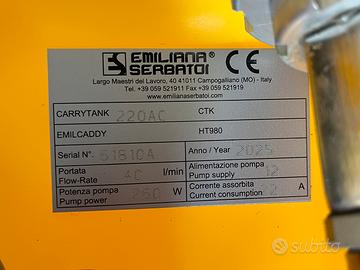 EMILIANA
SERBATOI
CE
Largo Maestri del Lavoro, 40 41011 Campogalliano (MO) - Italy
Tel. +39 059 521911 Fax +39 059 521919
www.emilianaserbatoi.com
CARRYTANK 220AC CTK
EMILCADDY HT980
Serial N°. Anno / Year 2025
Portata
Flow-Rate 40 l/min
Alimentazione pompa
Pump supply 12
Potenza pompa
Pump power 260 W
Corrente assorbita
Current consumption 22 A
subito